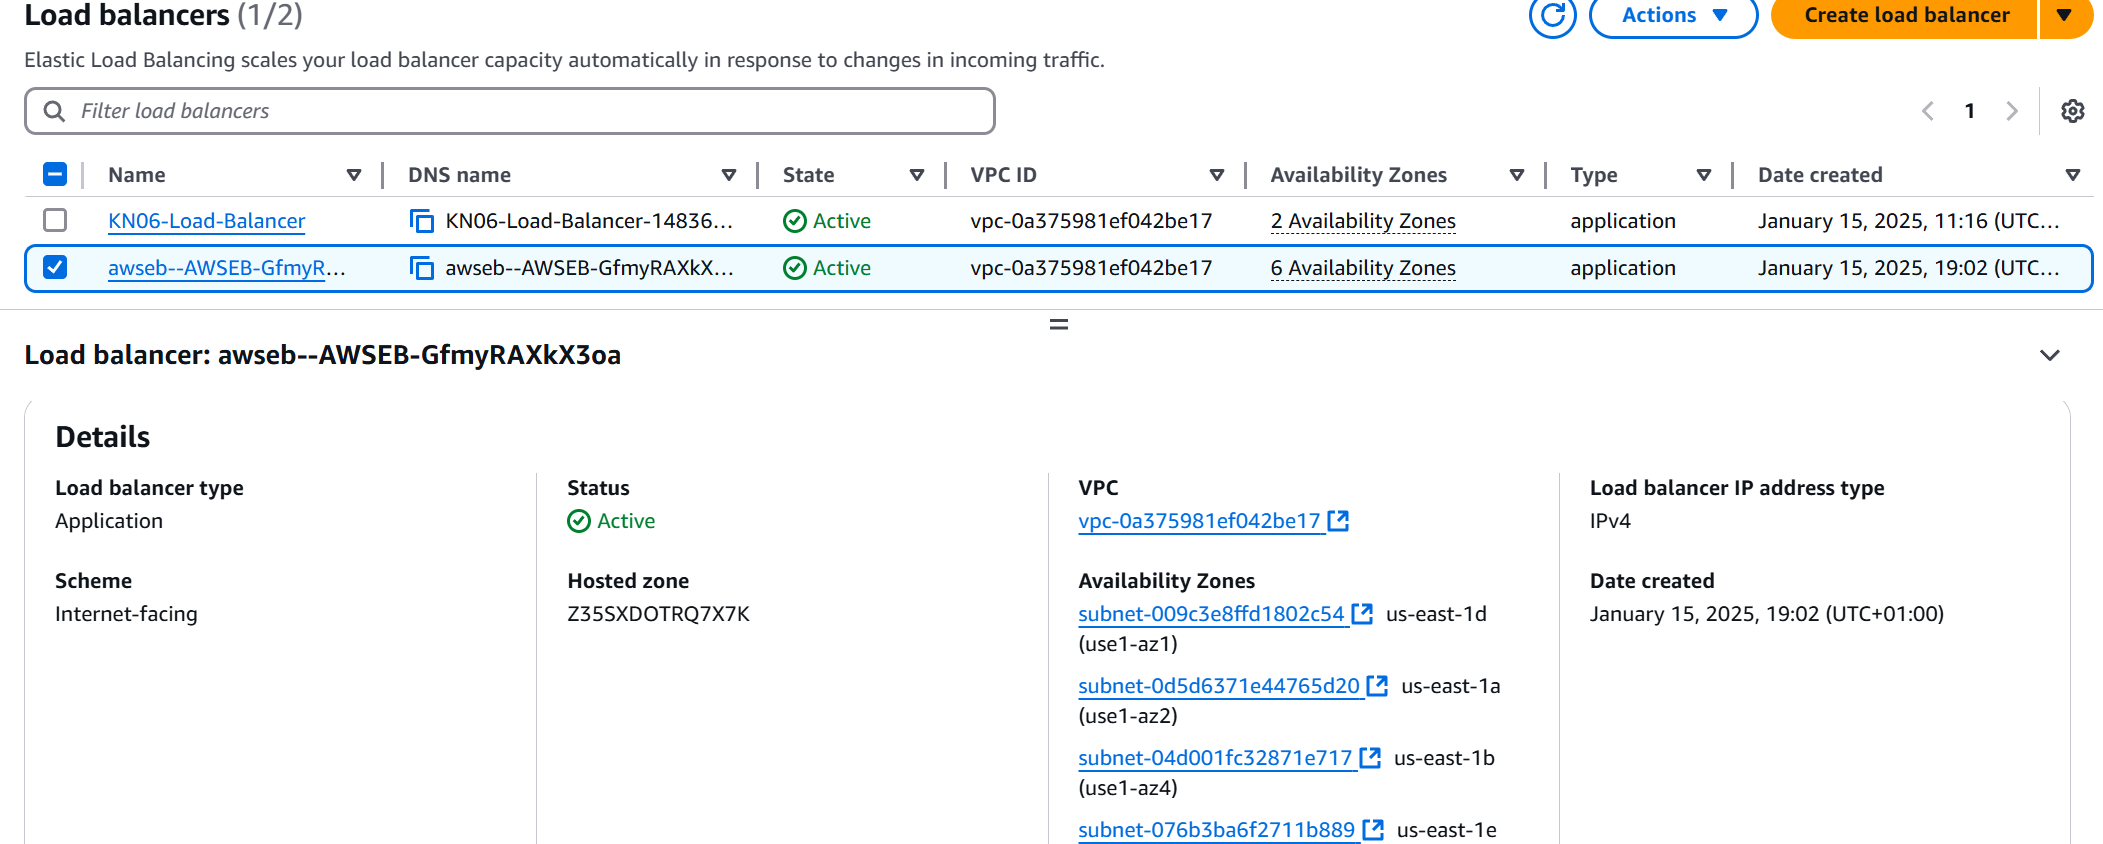 Load balancers (1/2)
Actions
Create load balancer
Elastic Load Balancing scales your load balancer capacity automatically in response to changes in incoming traffic.
Filter load balancers
1
Name DNS name State VPC ID Availability Zones Type Date created
KN06-Load-Balancer KN06-Load-Balancer-14836... Active vpc-0a375981ef042be17 2 Availability Zones application January 15, 2025, 11:16 (UTC...
awseb--AWSEB-GfmyR... awseb--AWSEB-GfmyRAXkX... Active vpc-0a375981ef042be17 6 Availability Zones application January 15, 2025, 19:02 (UTC...
Load balancer: awseb--AWSEB-GfmyRAXkX3oa
Details
Load balancer type
Application
Scheme
Internet-facing
Status
Active
Hosted zone
Z35SXDOTRQ7X7K
VPC
vpc-0a375981ef042be17
Availability Zones
subnet-009c3e8ffd1802c54 us-east-1d
(use1-az1)
subnet-0d5d6371e44765d20 us-east-1a
(use1-az2)
subnet-04d001fc32871e717 us-east-1b
(use1-az4)
subnet-076b3ba6f2711b889 us-east-1e
Load balancer IP address type
IPv4
Date created
January 15, 2025, 19:02 (UTC+01:00)